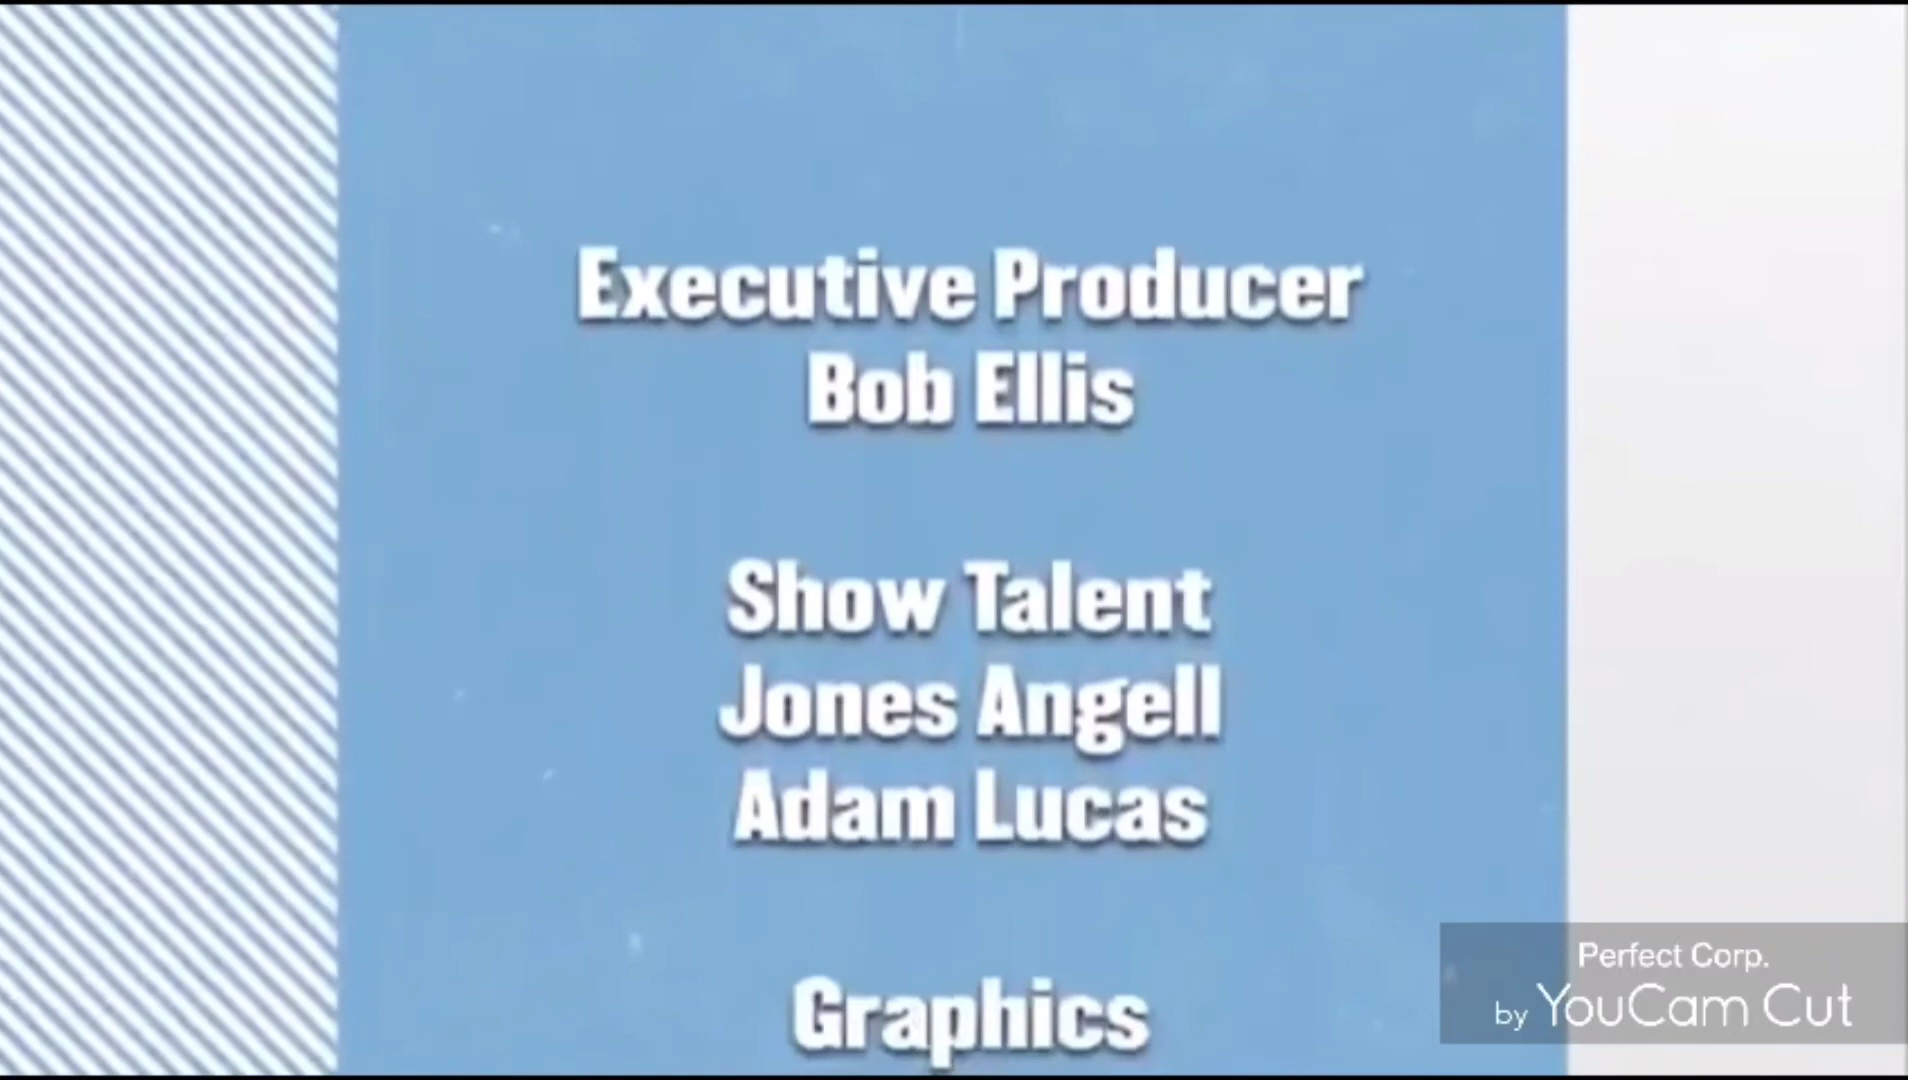 Executive Producer
Bob Ellis
Show Talent
Jones Angell
Adam Lucas
Graphics
Perfect Corp.
by YouCam Cut